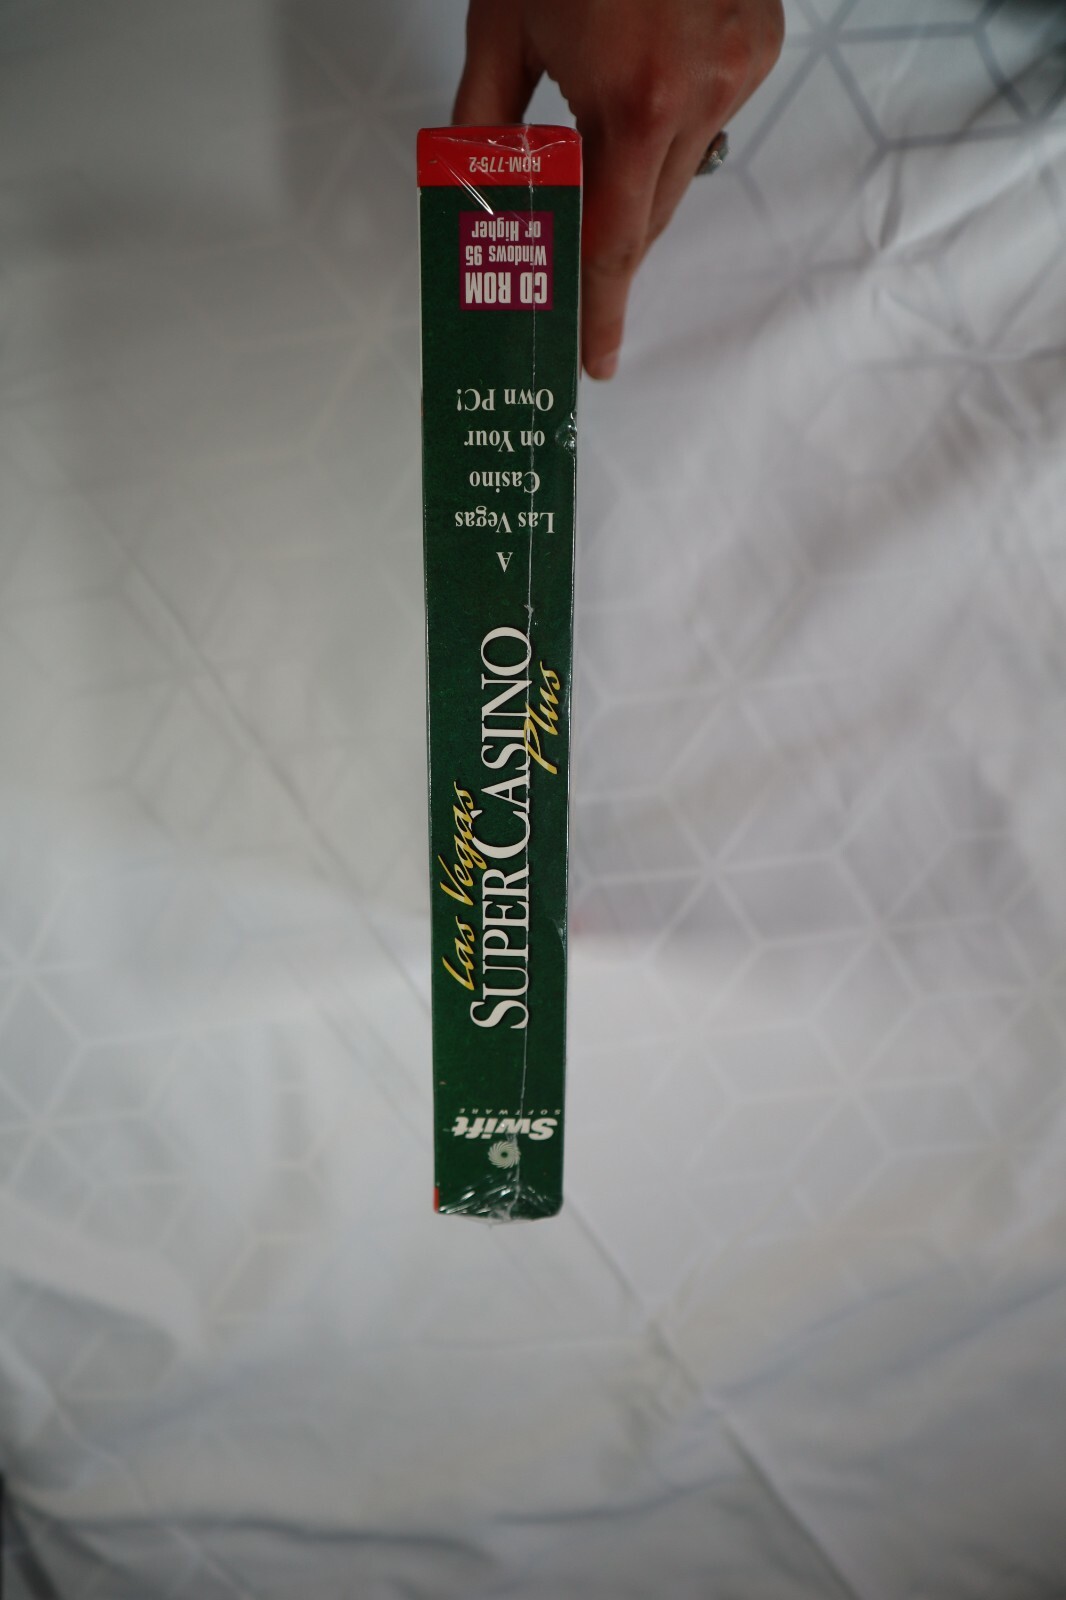 Swift
SOFTWARE
Las Vegas
SUPERCASINO
Plus
A
Las Vegas
Casino
on Your
Own PC!
CD ROM
Windows 95
or Higher
ROM-775-2